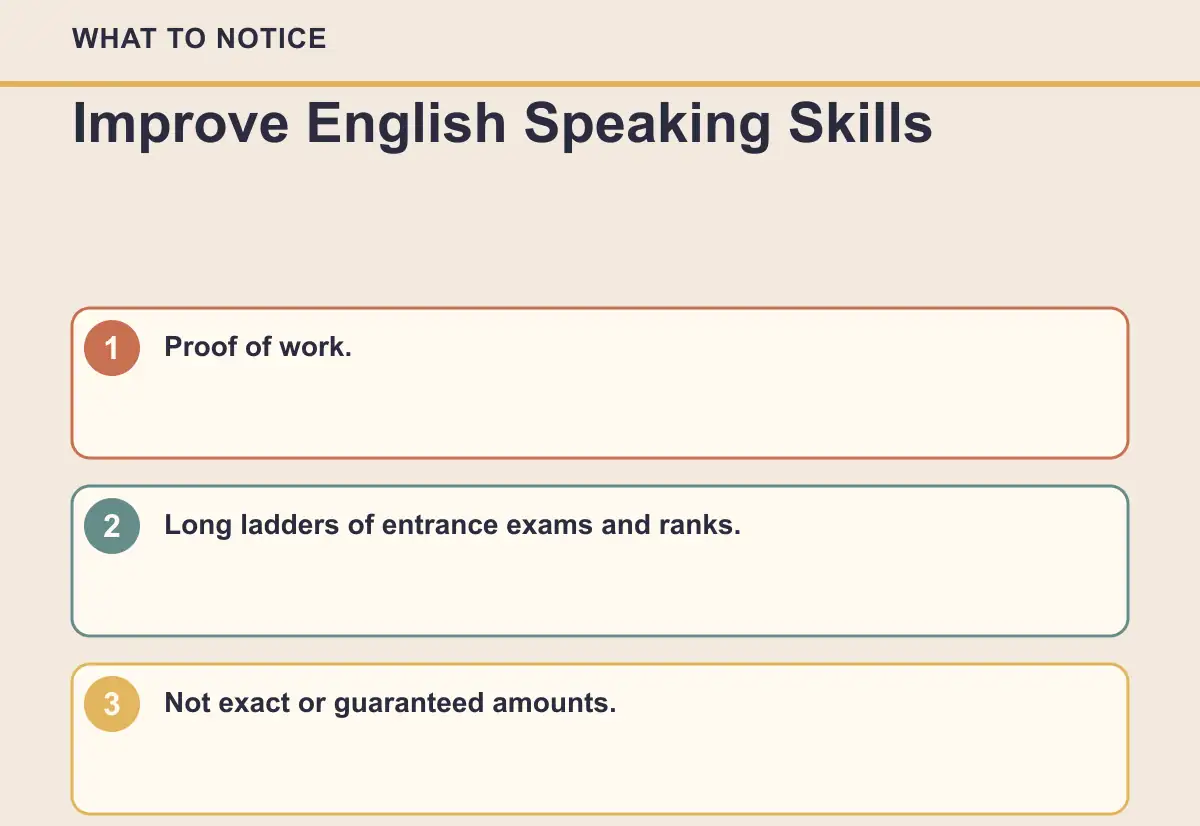 WHAT TO NOTICE
Improve English Speaking Skills
1 Proof of work.
2 Long ladders of entrance exams and ranks.
3 Not exact or guaranteed amounts.